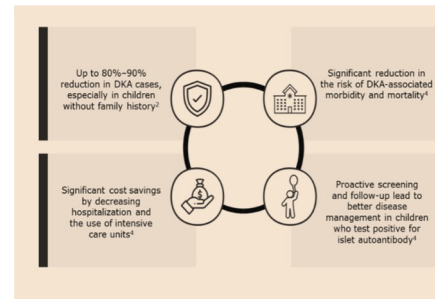 Up to 80%–90%
reduction in DKA cases,
especially in children
without family history²
Significant reduction in
the risk of DKA-associated
morbidity and mortality⁴
Significant cost savings
by decreasing
hospitalization and
the use of intensive
care units⁴
Proactive screening
and follow-up lead to
better disease
management in children
who test positive for
islet autoantibody⁴